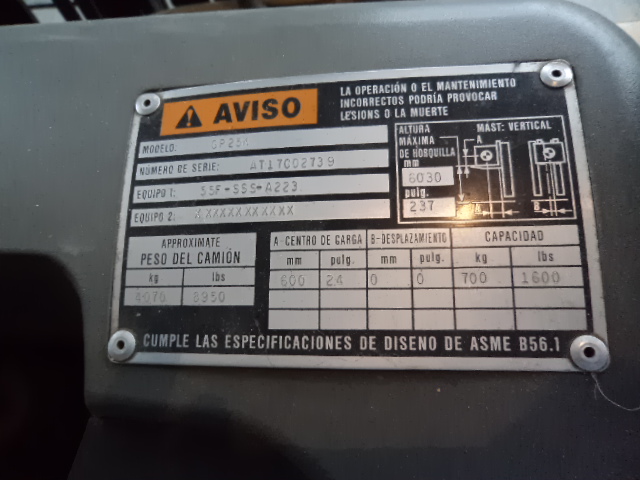 AVISO
LA OPERACIÓN O EL MANTENIMIENTO
INCORRECTOS PODRÍA PROVOCAR
LESIONS O LA MUERTE
MODELO:
NÚMERO DE SERIE: AT17002739
EQUIPO 1: SSF-SSS-A223
EQUIPO 2: XXXXXXXXXXXX
ALTURA
MÁXIMA
DE HORQUILLA
mm
6030
pulg.
237
MAST: VERTICAL
A
A
B
APPROXIMATE
PESO DEL CAMIÓN
kg lbs
4070 8950
A - CENTRO DE GARGA B - DESPLAZAMIENTO CAPACIDAD
mm pulg. mm pulg. kg lbs
600 24 0 0 700 1600
CUMPLE LAS ESPECIFICACIONES DE DISENO DE ASME B56.1